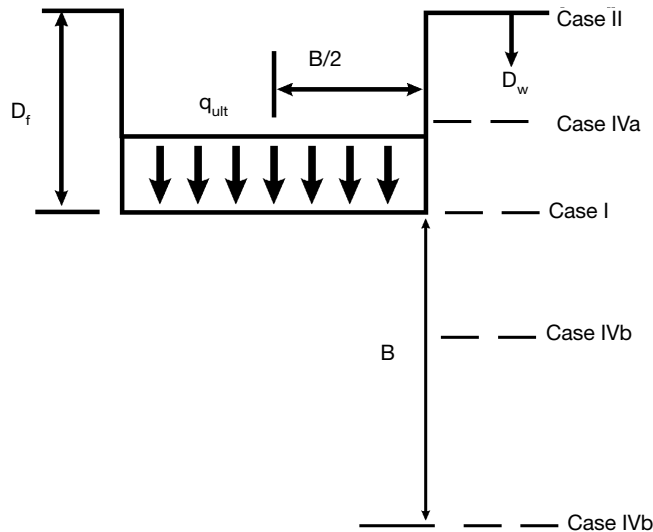 Case II
B/2
D_w
D_f
q_ult
Case IVa
Case I
Case IVb
B
Case IVb